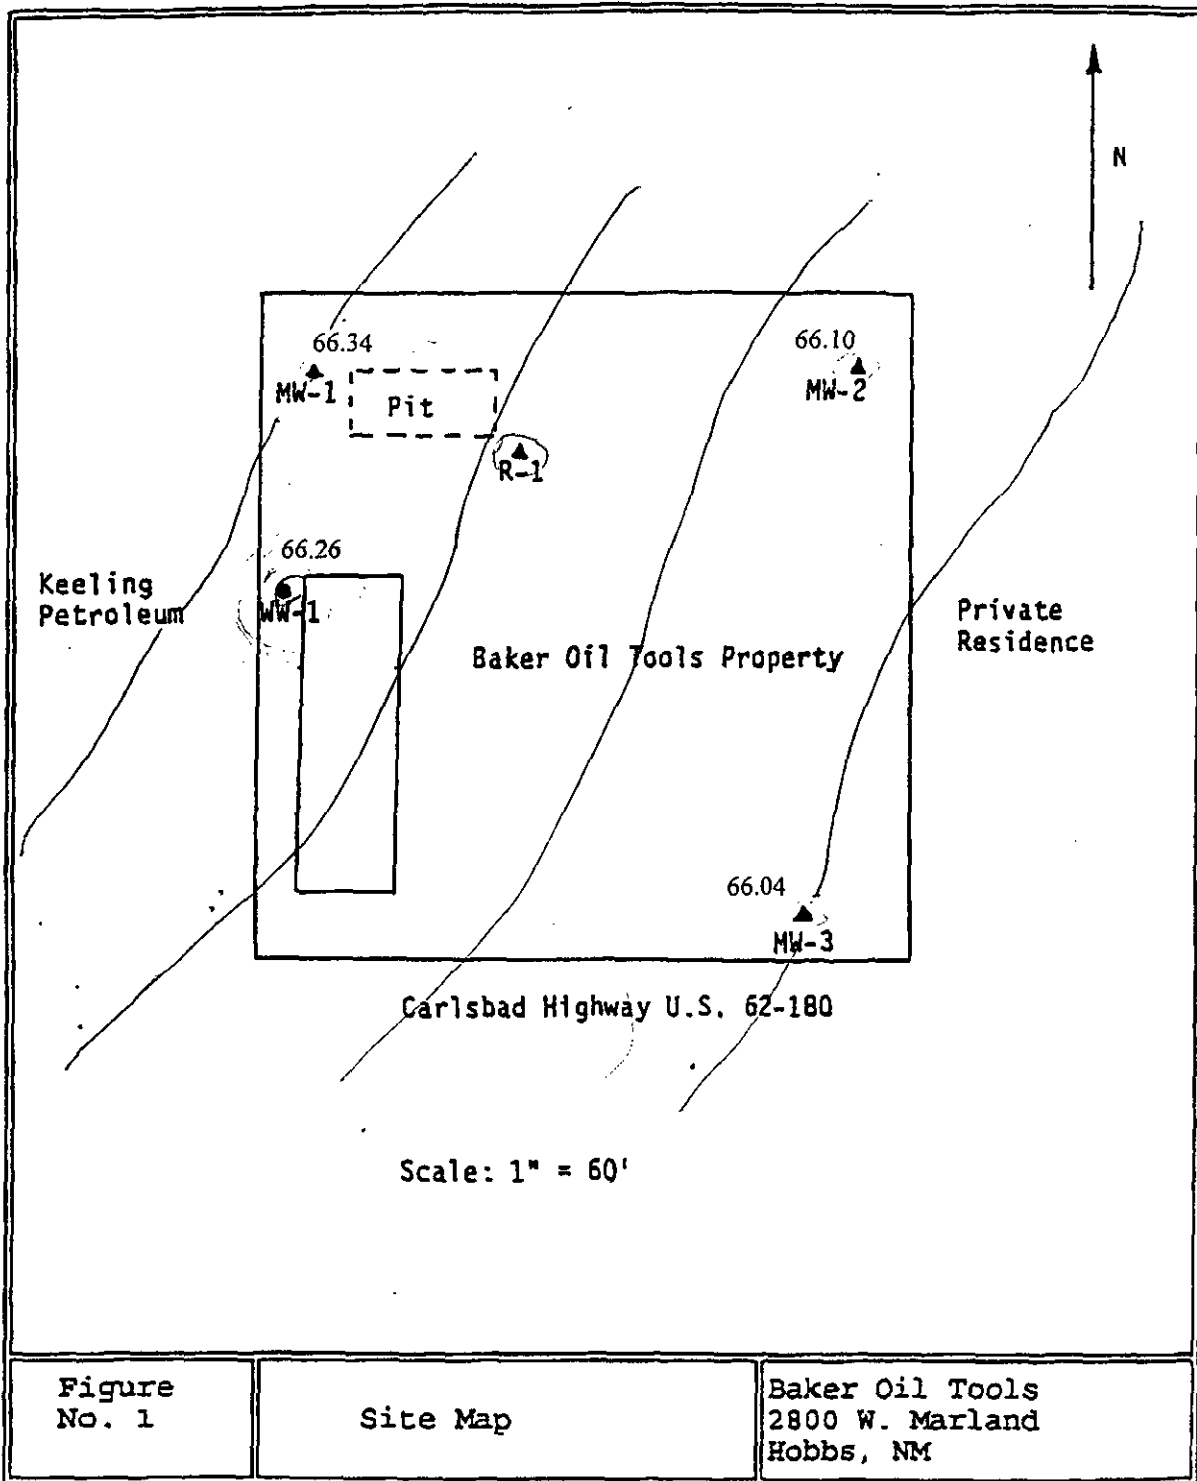 N
66.34
MW-1
Pit
66.10
MW-2
R-1
66.26
WW-1
Keeling
Petroleum
Baker Oil Tools Property
Private
Residence
66.04
MW-3
Carlsbad Highway U.S. 62-180
Scale: 1" = 60'
Figure
No. 1
Site Map
Baker Oil Tools
2800 W. Marland
Hobbs, NM